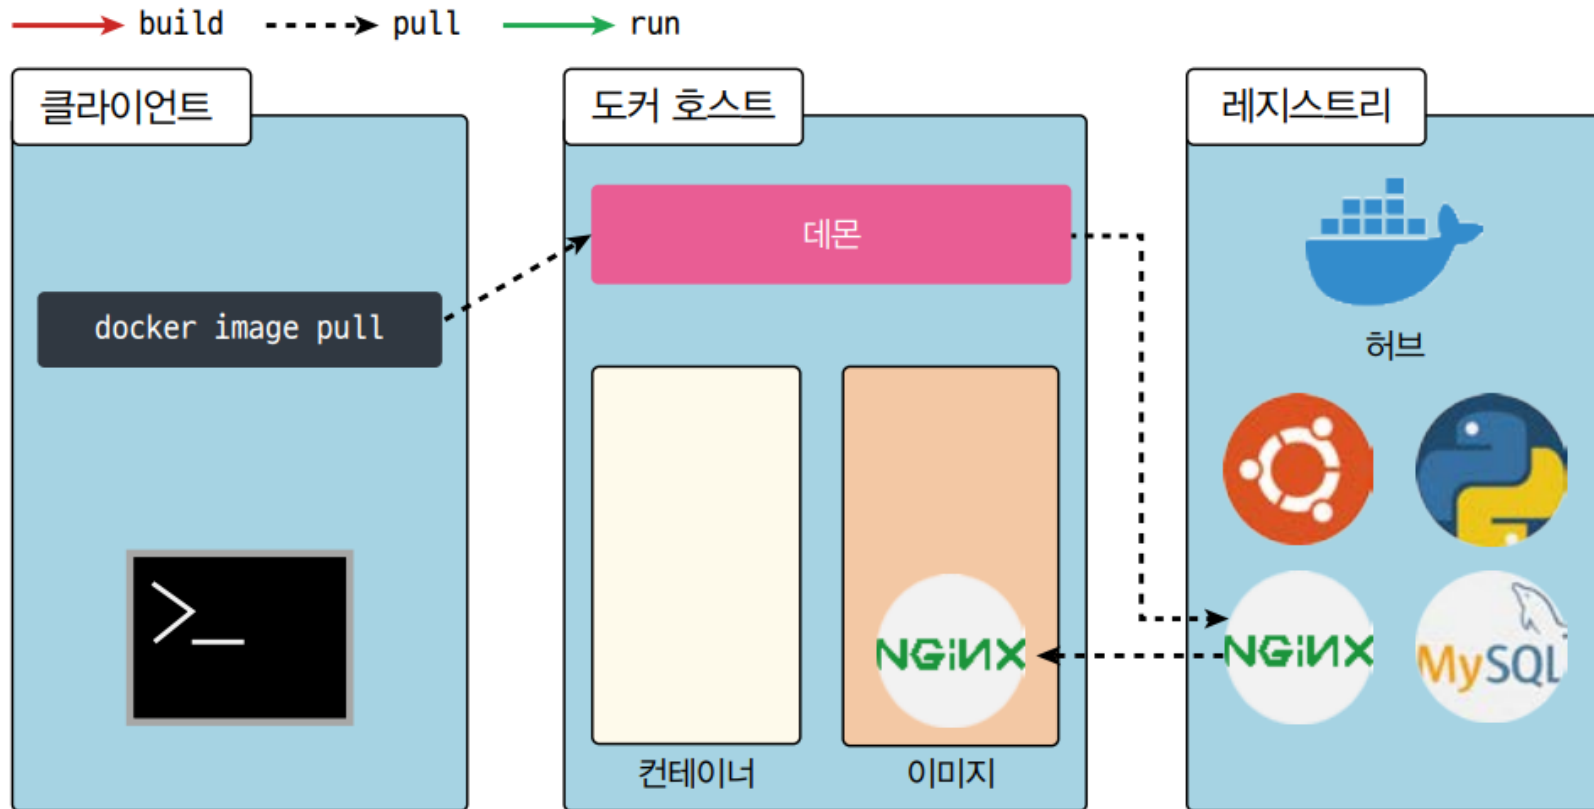 build pull run
클라이언트
도커 호스트
레지스트리
데몬
docker image pull
허브
>_
NGiNX
NGiNX
MySQL
컨테이너
이미지